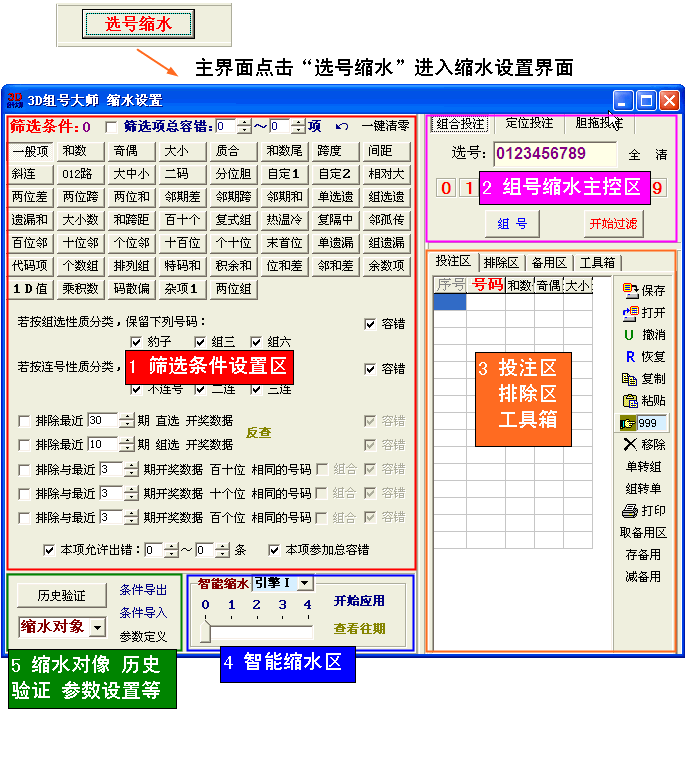 选号缩水
主界面点击“选号缩水”进入缩水设置界面
3D组号大师 缩水设置
筛选条件:0 筛选项总容错:0 ～ 0 项 一键清零
一般项 和数 奇偶 大小 质合 和数尾 跨度 间距
斜连 012路 大中小 二码 分位胆 自定1 自定2 相对大
两位差 两位跨 两位和 邻期差 邻期跨 邻期和 单选遗 组选遗
遗漏和 大小数 和跨距 百十个 复式组 热温冷 复隔中 邻孤传
百位邻 十位邻 个位邻 十百位 个十位 末首位 单遗漏 组遗漏
代码项 个数组 排列组 特码和 积余和 位和差 邻和差 余数项
1D值 乘积数 码数偏 杂项1 两位组
若按组选性质分类，保留下列号码： 容错
豹子 组三 组六
若按连号性质分类， 容错
1 筛选条件设置区
不连号 二连 三连
排除最近 30 期 直选 开奖数据 容错
反查
排除最近 10 期 组选 开奖数据 容错
排除与最近 3 期开奖数据 百十位 相同的号码 组合 容错
排除与最近 3 期开奖数据 十个位 相同的号码 组合 容错
排除与最近 3 期开奖数据 百个位 相同的号码 组合 容错
本项允许出错：0 ～ 0 条 本项参加总容错
组合投注 定位投注 胆拖投注
选号： 0123456789 全 清
0 1 9
2 组号缩水主控区
组 号 开始过滤
投注区 排除区 备用区 工具箱
序号 号码 和数 奇偶 大小
3 投注区
排除区
工具箱
保存
打开
U 撤消
R 恢复
复制
粘贴
999
移除
单转组
组转单
打印
取备用区
存备用
减备用
历史验证 条件导出
条件导入
缩水对象 参数定义
5 缩水对像 历史
验证 参数设置等
智能缩水 引擎 I
0 1 2 3 4 开始应用
查看往期
4 智能缩水区